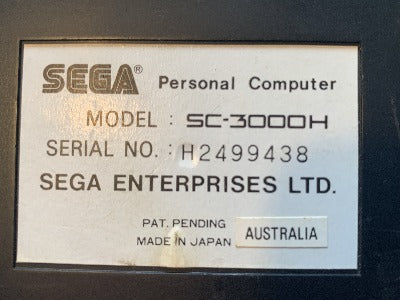 SEGA® Personal Computer
MODEL : SC-3000H
SERIAL NO. : H2499438
SEGA ENTERPRISES LTD.
PAT. PENDING
MADE IN JAPAN AUSTRALIA